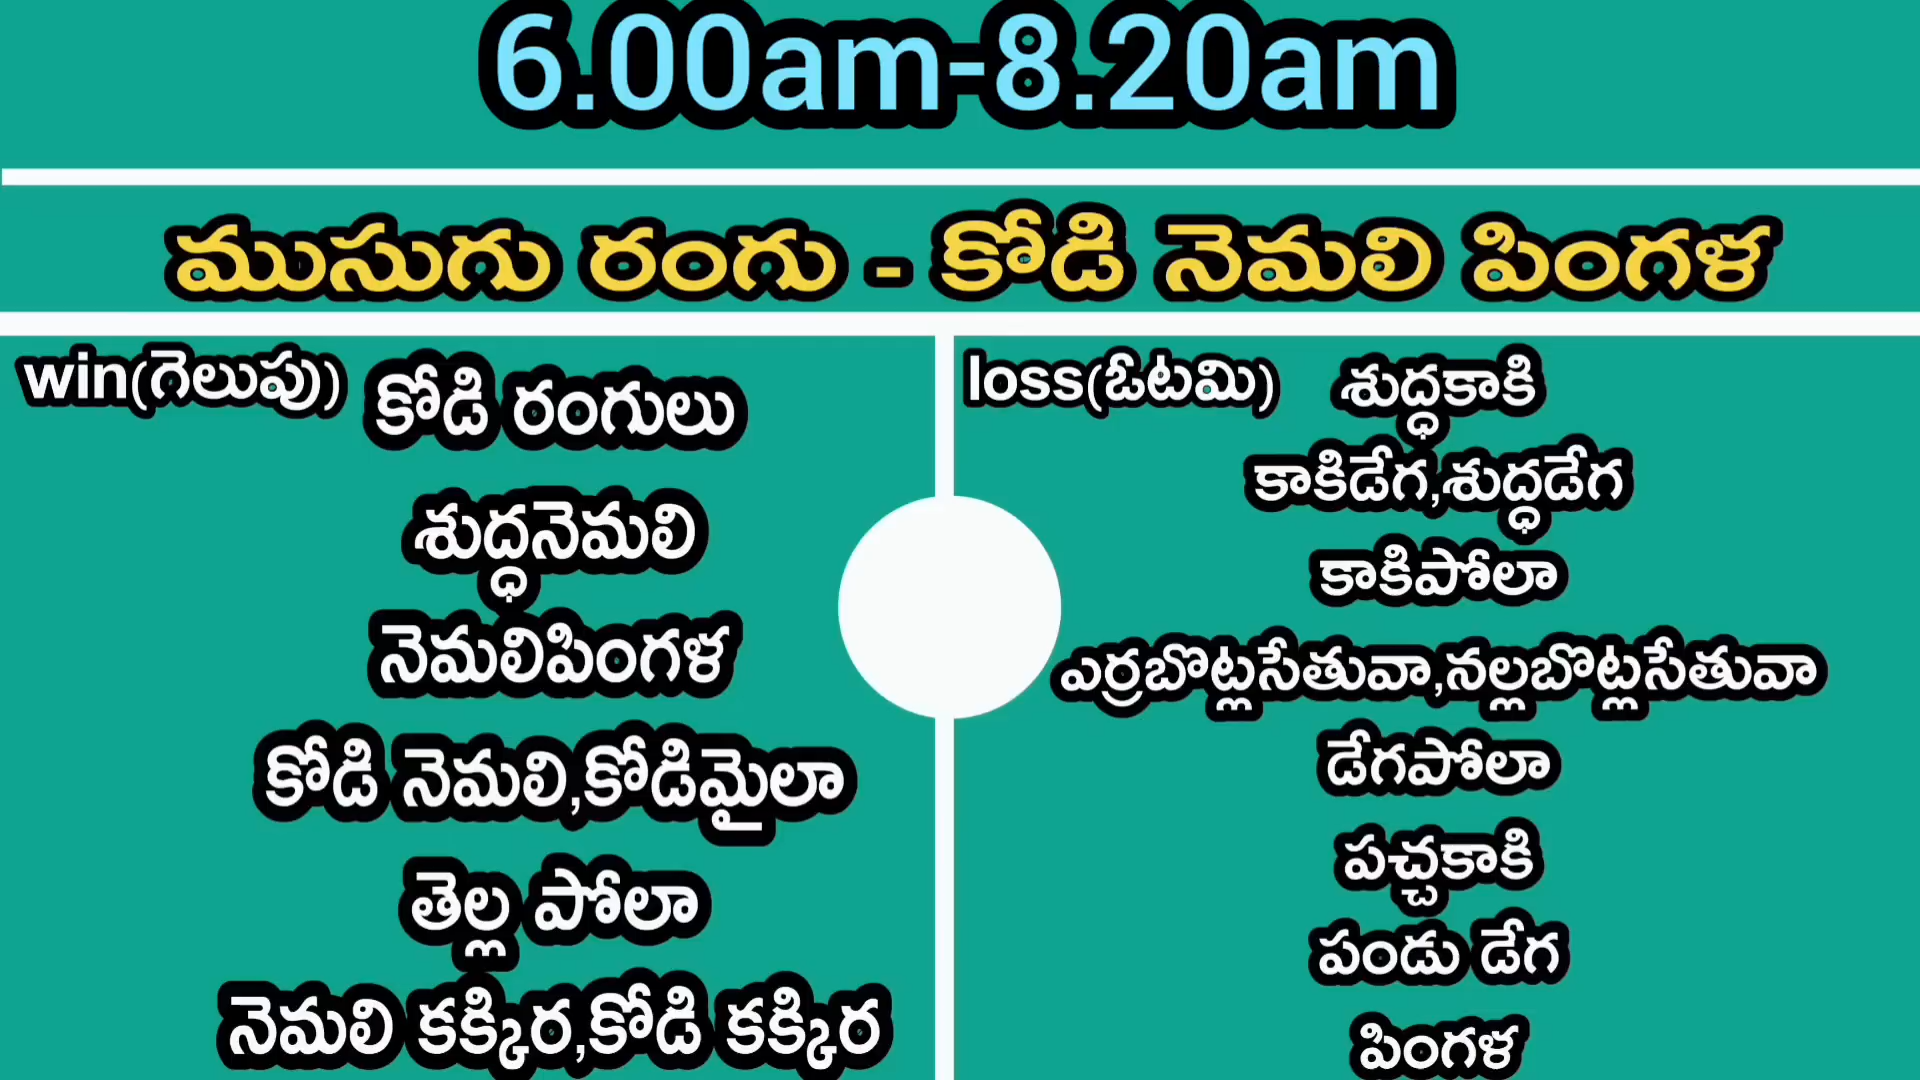 6.00am-8.20am
ముసుగు రంగు - కోడి నెమలి పింగళ
win(గెలుపు)
కోడి రంగులు
శుద్ధనెమలి
నెమలిపింగళ
కోడి నెమలి,కోడిమైలా
తెల్ల పోలా
నెమలి కక్కిర,కోడి కక్కిర
loss(ఓటమి)
శుద్ధకాకి
కాకిడేగ,శుద్ధడేగ
కాకిపోలా
ఎర్రబొట్లసేతువా,నల్లబొట్లసేతువా
డేగపోలా
పచ్చకాకి
పండు డేగ
పింగళ